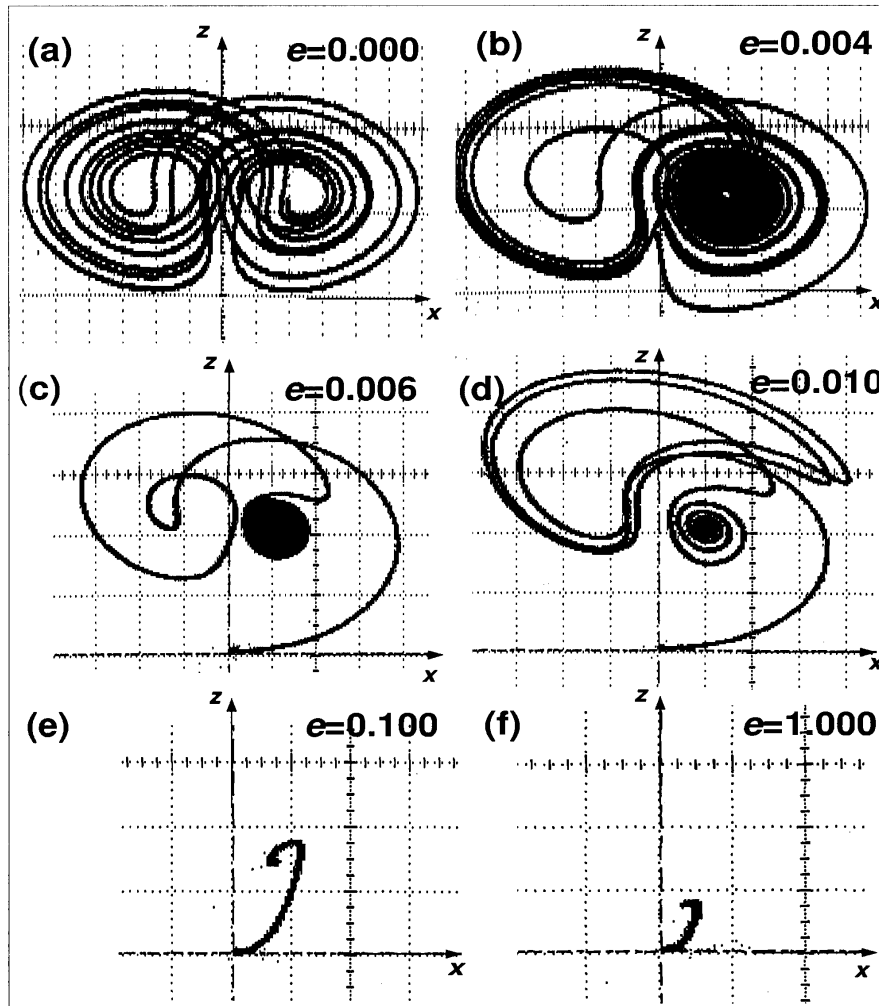 (a) z e=0.000
x
(b) z e=0.004
x
(c) z e=0.006
x
(d) z e=0.010
x
(e) z e=0.100
x
(f) z e=1.000
x